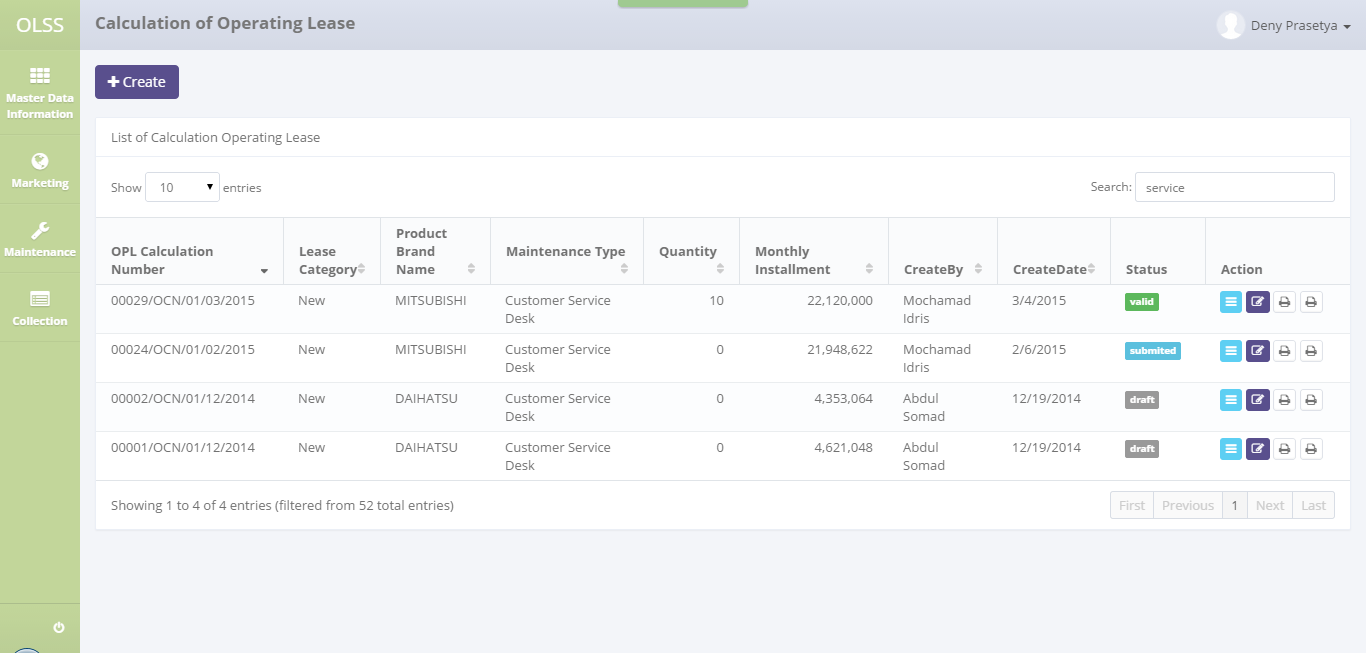 OLSS
Calculation of Operating Lease
Deny Prasetya
Master Data
Information
Marketing
Maintenance
Collection
Create
List of Calculation Operating Lease
Show 10 entries
Search: service
OPL Calculation Number Lease Category Product Brand Name Maintenance Type Quantity Monthly Installment CreateBy CreateDate Status Action
00029/OCN/01/03/2015 New MITSUBISHI Customer Service Desk 10 22,120,000 Mochamad Idris 3/4/2015 valid
00024/OCN/01/02/2015 New MITSUBISHI Customer Service Desk 0 21,948,622 Mochamad Idris 2/6/2015 submited
00002/OCN/01/12/2014 New DAIHATSU Customer Service Desk 0 4,353,064 Abdul Somad 12/19/2014 draft
00001/OCN/01/12/2014 New DAIHATSU Customer Service Desk 0 4,621,048 Abdul Somad 12/19/2014 draft
Showing 1 to 4 of 4 entries (filtered from 52 total entries)
First Previous 1 Next Last